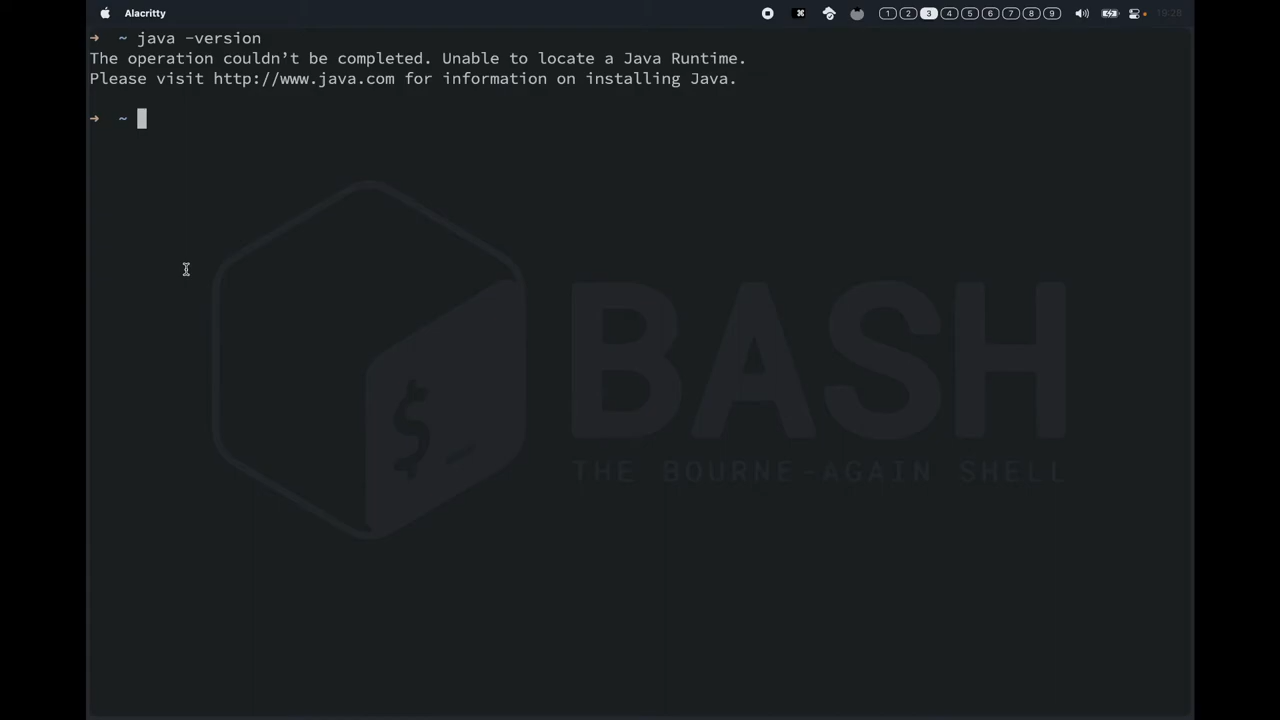 Alacritty
1 2 3 4 5 6 7 8 9 19:28
➜ ~ java -version
The operation couldn’t be completed. Unable to locate a Java Runtime.
Please visit http://www.java.com for information on installing Java.
➜ ~
$_
BASH
THE BOURNE-AGAIN SHELL